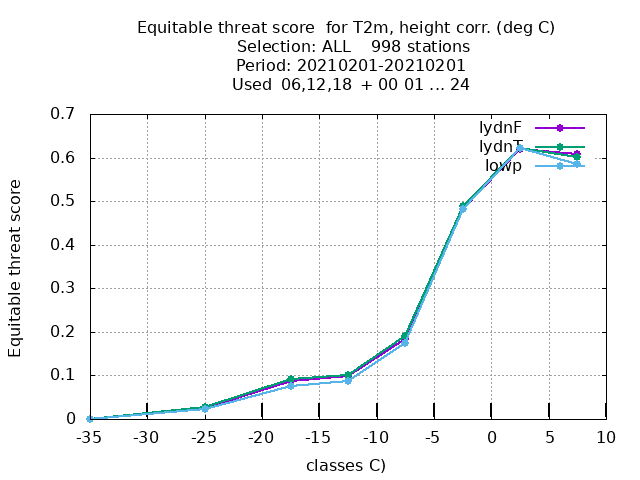 Equitable threat score  for T2m, height corr. (deg C)
Selection: ALL    998 stations
Period: 20210201-20210201
Used  06,12,18  + 00 01 ... 24
lydnF
lydnT
lowp
Equitable threat score
0.7
0.6
0.5
0.4
0.3
0.2
0.1
0
-35 -30 -25 -20 -15 -10 -5 0 5 10
classes C)